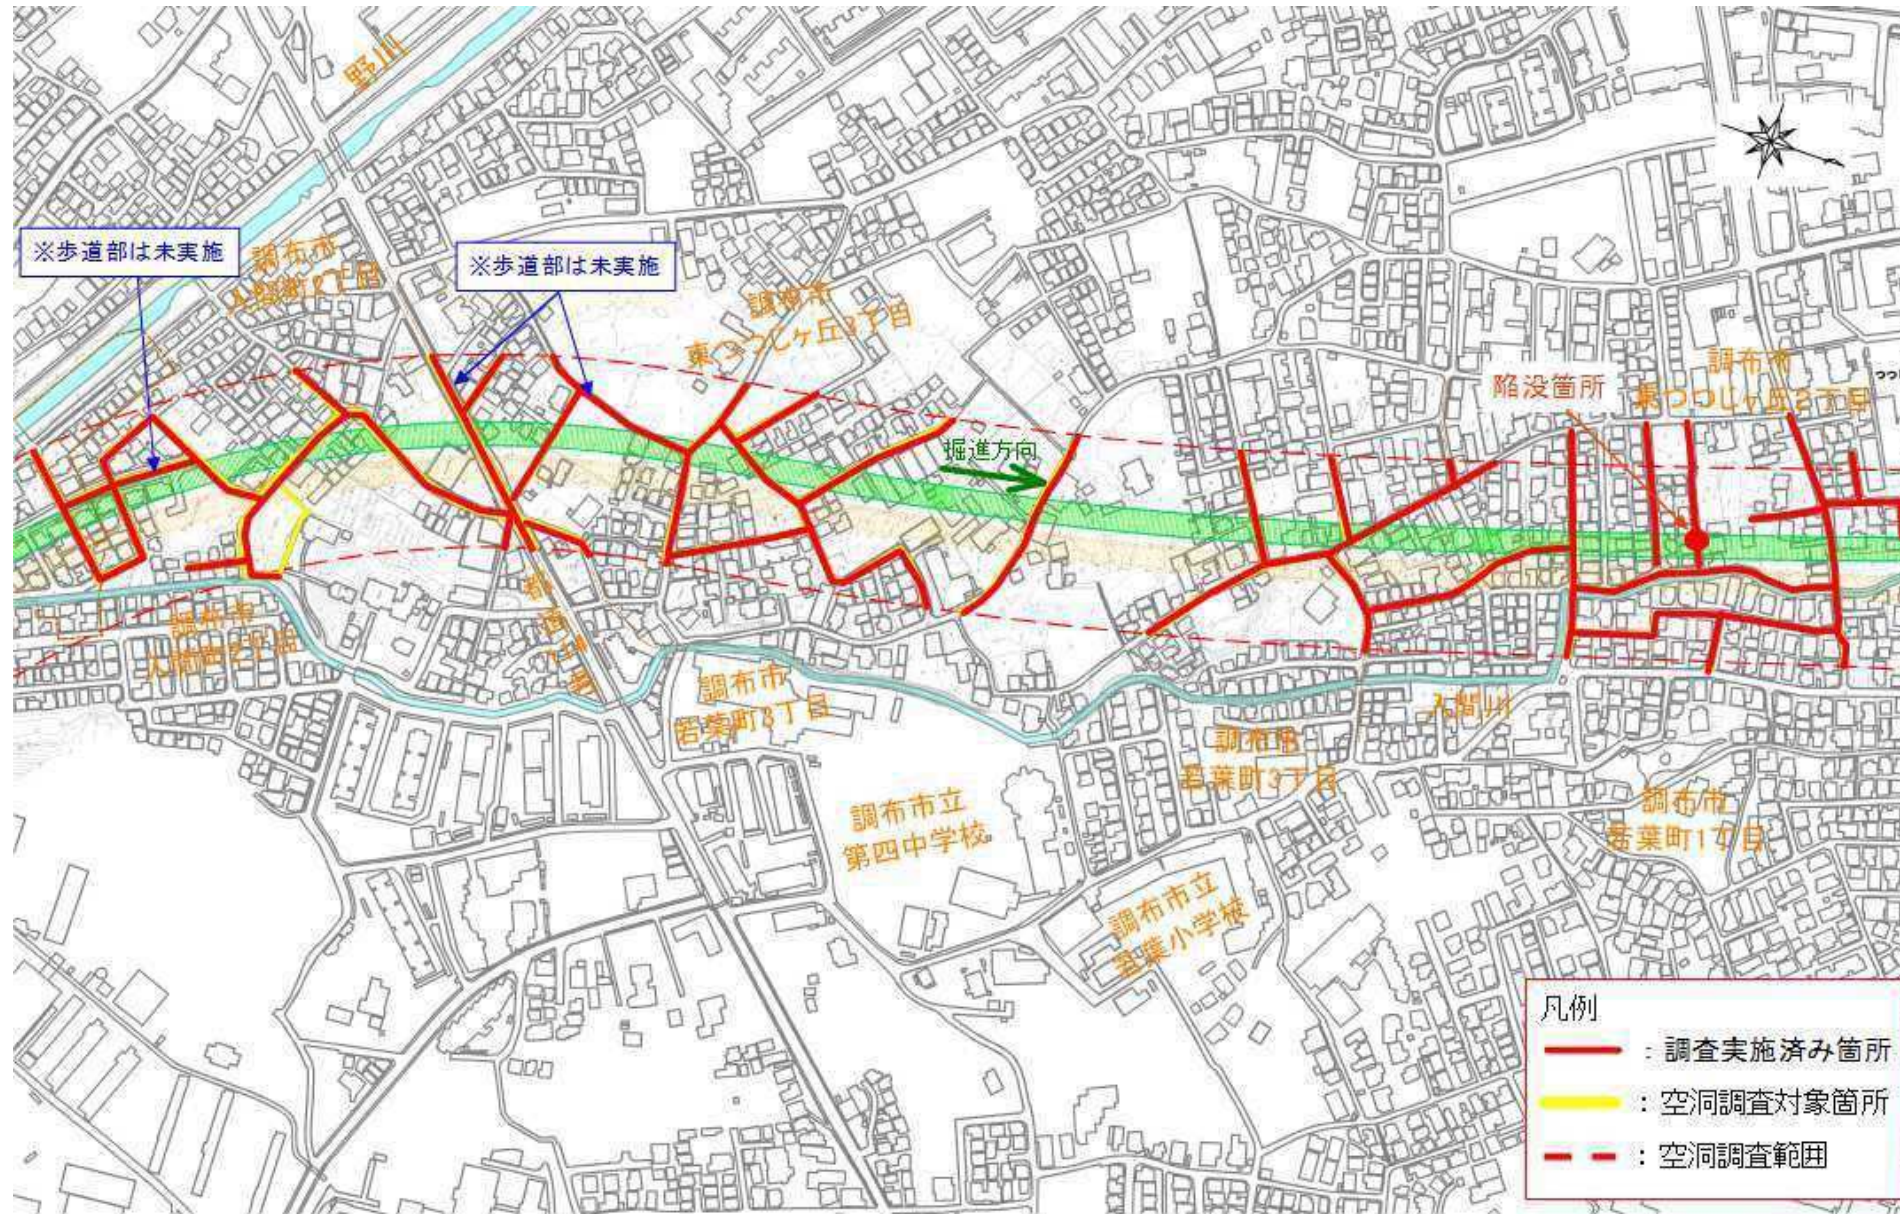 野川
※歩道部は未実施
※歩道部は未実施
調布市
入間町2丁目
調布市
東つつじヶ丘3丁目
掘進方向
陥没箇所
調布市
東つつじヶ丘2丁目
調布市
入間町2丁目
調布市
若葉町3丁目
入間川
調布市
若葉町3丁目
調布市立
第四中学校
調布市立
若葉小学校
調布市
若葉町1丁目
凡例
：調査実施済み箇所
：空洞調査対象箇所
：空洞調査範囲